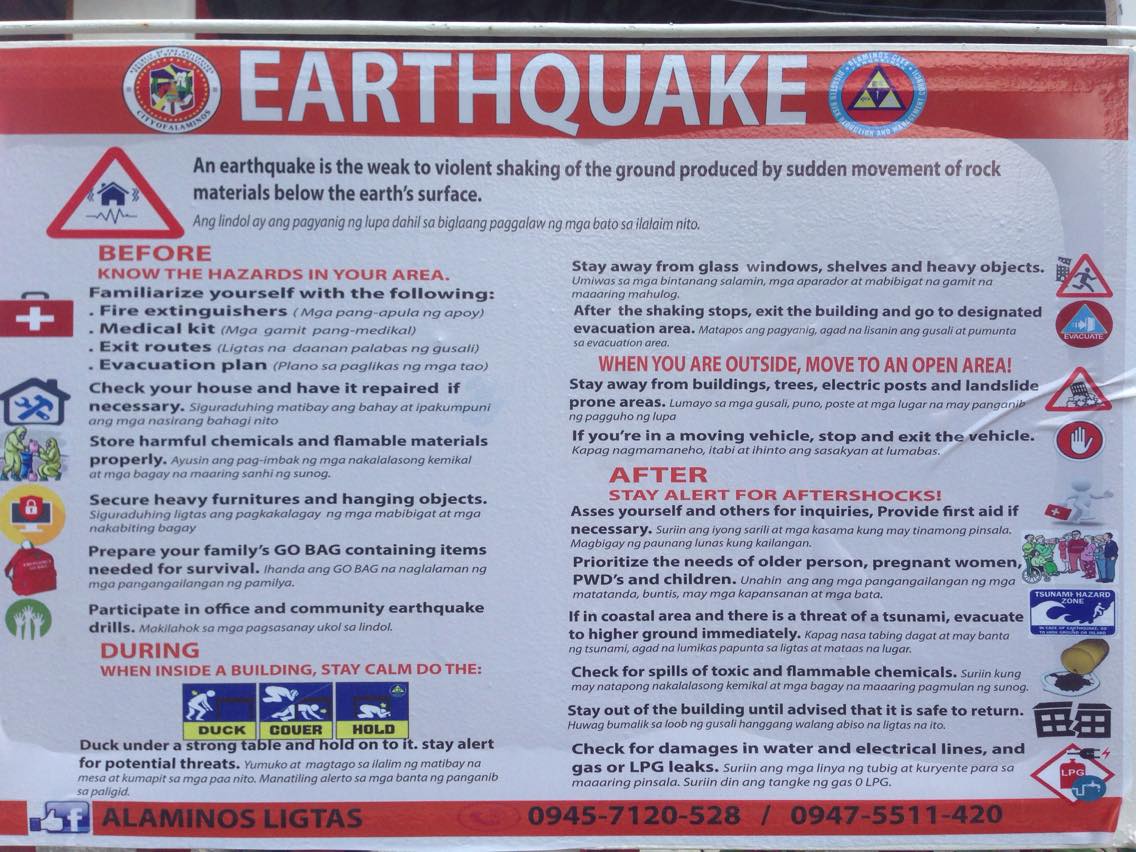 EARTHQUAKE
CITY OF ALAMINOS
ALAMINOS CITY
An earthquake is the weak to violent shaking of the ground produced by sudden movement of rock
materials below the earth's surface.
Ang lindol ay ang pagyanig ng lupa dahil sa biglaang paggalaw ng mga bato sa ilalaim nito.
BEFORE
KNOW THE HAZARDS IN YOUR AREA.
Familiarize yourself with the following:
. Fire extinguishers ( Mga pang-apula ng apoy)
. Medical kit (Mga gamit pang-medikal)
. Exit routes (Ligtas na daanan palabas ng gusali)
. Evacuation plan (Plano sa paglikas ng mga tao)
Check your house and have it repaired if
necessary. Siguraduhing matibay ang bahay at ipakumpuni
ang mga nasirang bahagi nito
Store harmful chemicals and flamable materials
properly. Ayusin ang pag-imbak ng mga nakalalasong kemikal
at mga bagay na maaring sanhi ng sunog.
Secure heavy furnitures and hanging objects.
Siguraduhing ligtas ang pagkakalagay ng mga mabibigat at mga
nakabiting bagay
Prepare your family's GO BAG containing items
needed for survival. Ihanda ang GO BAG na naglalaman ng
mga pangangailangan ng pamilya.
Participate in office and community earthquake
drills. Makilahok sa mga pagsasanay ukol sa lindol.
DURING
WHEN INSIDE A BUILDING, STAY CALM DO THE:
DUCK COVER HOLD
Duck under a strong table and hold on to it. stay alert
for potential threats. Yumuko at magtago sa ilalim ng matibay na
mesa at kumapit sa mga paa nito. Manatiling alerto sa mga banta ng panganib
sa paligid.
Stay away from glass windows, shelves and heavy objects.
Umiwas sa mga bintanang salamin, mga aparador at mabibigat na gamit na
maaaring mahulog.
After the shaking stops, exit the building and go to designated
evacuation area. Matapos ang pagyanig, agad na lisanin ang gusali at pumunta
sa evacuation area.
EVACUATE
WHEN YOU ARE OUTSIDE, MOVE TO AN OPEN AREA!
Stay away from buildings, trees, electric posts and landslide
prone areas. Lumayo sa mga gusali, puno, poste at mga lugar na may panganib
ng pagguho ng lupa
If you're in a moving vehicle, stop and exit the vehicle.
Kapag nagmamaneho, itabi at ihinto ang sasakyan at lumabas.
AFTER
STAY ALERT FOR AFTERSHOCKS!
Asses yourself and others for inquiries, Provide first aid if
necessary. Suriin ang iyong sarili at mga kasama kung may tinamong pinsala.
Magbigay ng paunang lunas kung kailangan.
Prioritize the needs of older person, pregnant women,
PWD's and children. Unahin ang ang mga pangangailangan ng mga
matatanda, buntis, may mga kapansanan at mga bata.
TSUNAMI HAZARD
ZONE
IN CASE OF EARTHQUAKE, GO
TO HIGH GROUND OR INLAND
If in coastal area and there is a threat of a tsunami, evacuate
to higher ground immediately. Kapag nasa tabing dagat at may banta
ng tsunami, agad na lumikas papunta sa ligtas at mataas na lugar.
Check for spills of toxic and flammable chemicals. Suriin kung
may natapong nakalalasong kemikal at mga bagay na maaaring pagmulan ng sunog.
Stay out of the building until advised that it is safe to return.
Huwag bumalik sa loob ng gusali hanggang walang abiso na ligtas na ito.
Check for damages in water and electrical lines, and
gas or LPG leaks. Suriin ang mga linya ng tubig at kuryente para sa
maaaring pinsala. Suriin din ang tangke ng gas 0 LPG.
LPG
f ALAMINOS LIGTAS
0945-7120-528 / 0947-5511-420